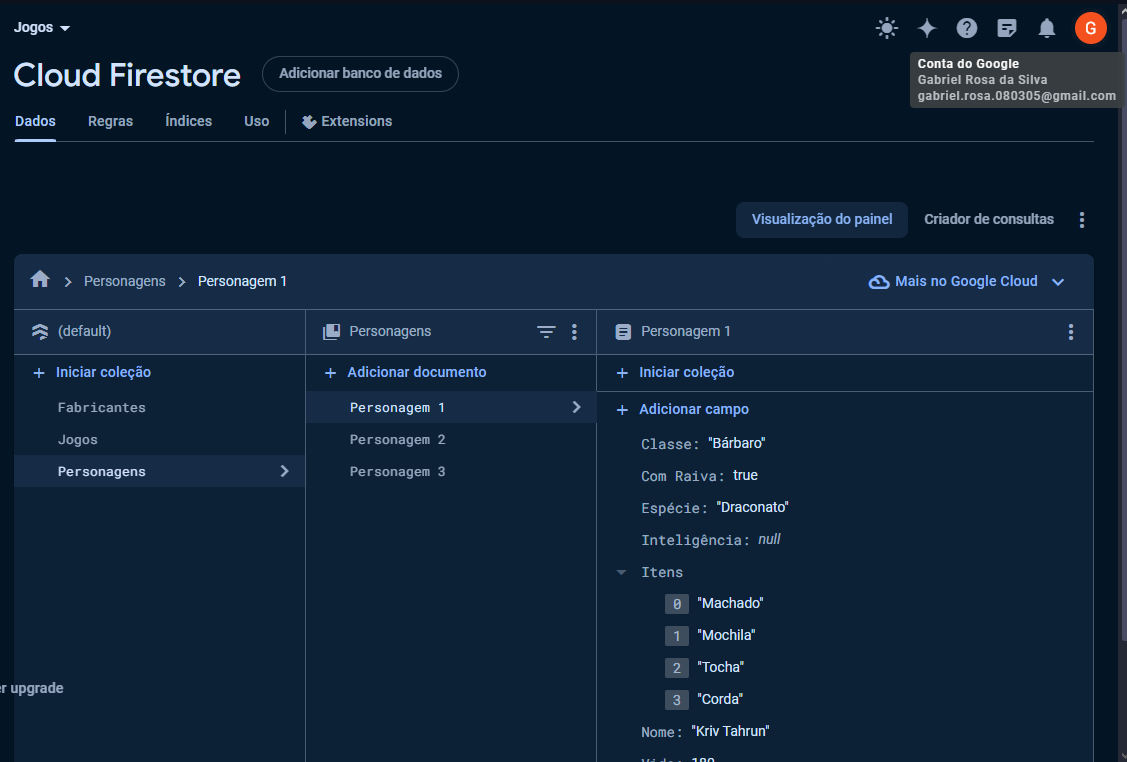 Jogos
G
Conta do Google
Gabriel Rosa da Silva
gabriel.rosa.080305@gmail.com
Cloud Firestore
Adicionar banco de dados
Dados
Regras
Índices
Uso
Extensions
Visualização do painel
Criador de consultas
Personagens
Personagem 1
Mais no Google Cloud
(default)
Iniciar coleção
Fabricantes
Jogos
Personagens
Personagens
Adicionar documento
Personagem 1
Personagem 2
Personagem 3
Personagem 1
Iniciar coleção
Adicionar campo
Classe: "Bárbaro"
Com Raiva: true
Espécie: "Draconato"
Inteligência: null
Itens
0 "Machado"
1 "Mochila"
2 "Tocha"
3 "Corda"
Nome: "Kriv Tahrun"
upgrade